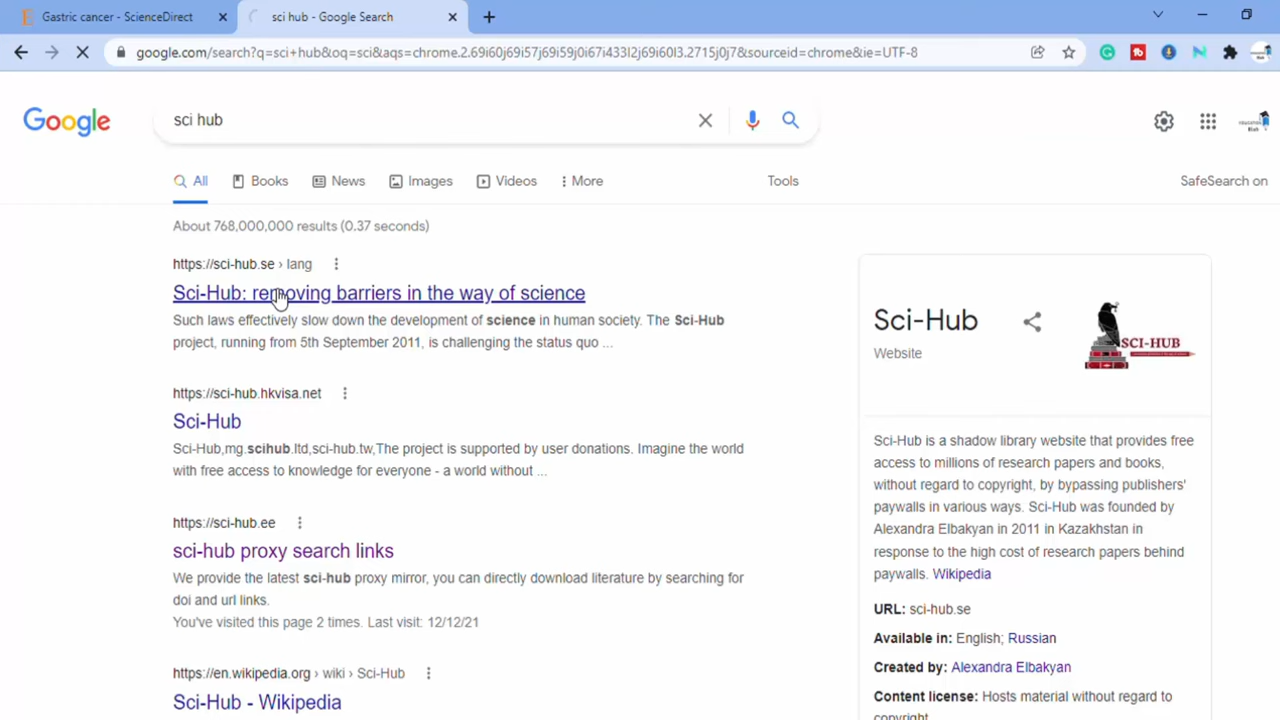 Gastric cancer - ScienceDirect
sci hub - Google Search
google.com/search?q=sci+hub&oq=sci&aqs=chrome.2.69i60j69i57j69i59j0i67i433l2j69i60l3.2715j0j7&sourceid=chrome&ie=UTF-8
Google
sci hub
All
Books
News
Images
Videos
More
Tools
SafeSearch on
About 768,000,000 results (0.37 seconds)
https://sci-hub.se › lang
Sci-Hub: removing barriers in the way of science
Such laws effectively slow down the development of science in human society. The Sci-Hub
project, running from 5th September 2011, is challenging the status quo ...
https://sci-hub.hkvisa.net
Sci-Hub
Sci-Hub,mg.scihub.ltd,sci-hub.tw,The project is supported by user donations. Imagine the world
with free access to knowledge for everyone - a world without ...
https://sci-hub.ee
sci-hub proxy search links
We provide the latest sci-hub proxy mirror, you can directly download literature by searching for
doi and url links.
You've visited this page 2 times. Last visit: 12/12/21
https://en.wikipedia.org › wiki › Sci-Hub
Sci-Hub - Wikipedia
Sci-Hub
Website
SCI-HUB
Sci-Hub is a shadow library website that provides free
access to millions of research papers and books,
without regard to copyright, by bypassing publishers'
paywalls in various ways. Sci-Hub was founded by
Alexandra Elbakyan in 2011 in Kazakhstan in
response to the high cost of research papers behind
paywalls. Wikipedia
URL: sci-hub.se
Available in: English; Russian
Created by: Alexandra Elbakyan
Content license: Hosts material without regard to
copyright